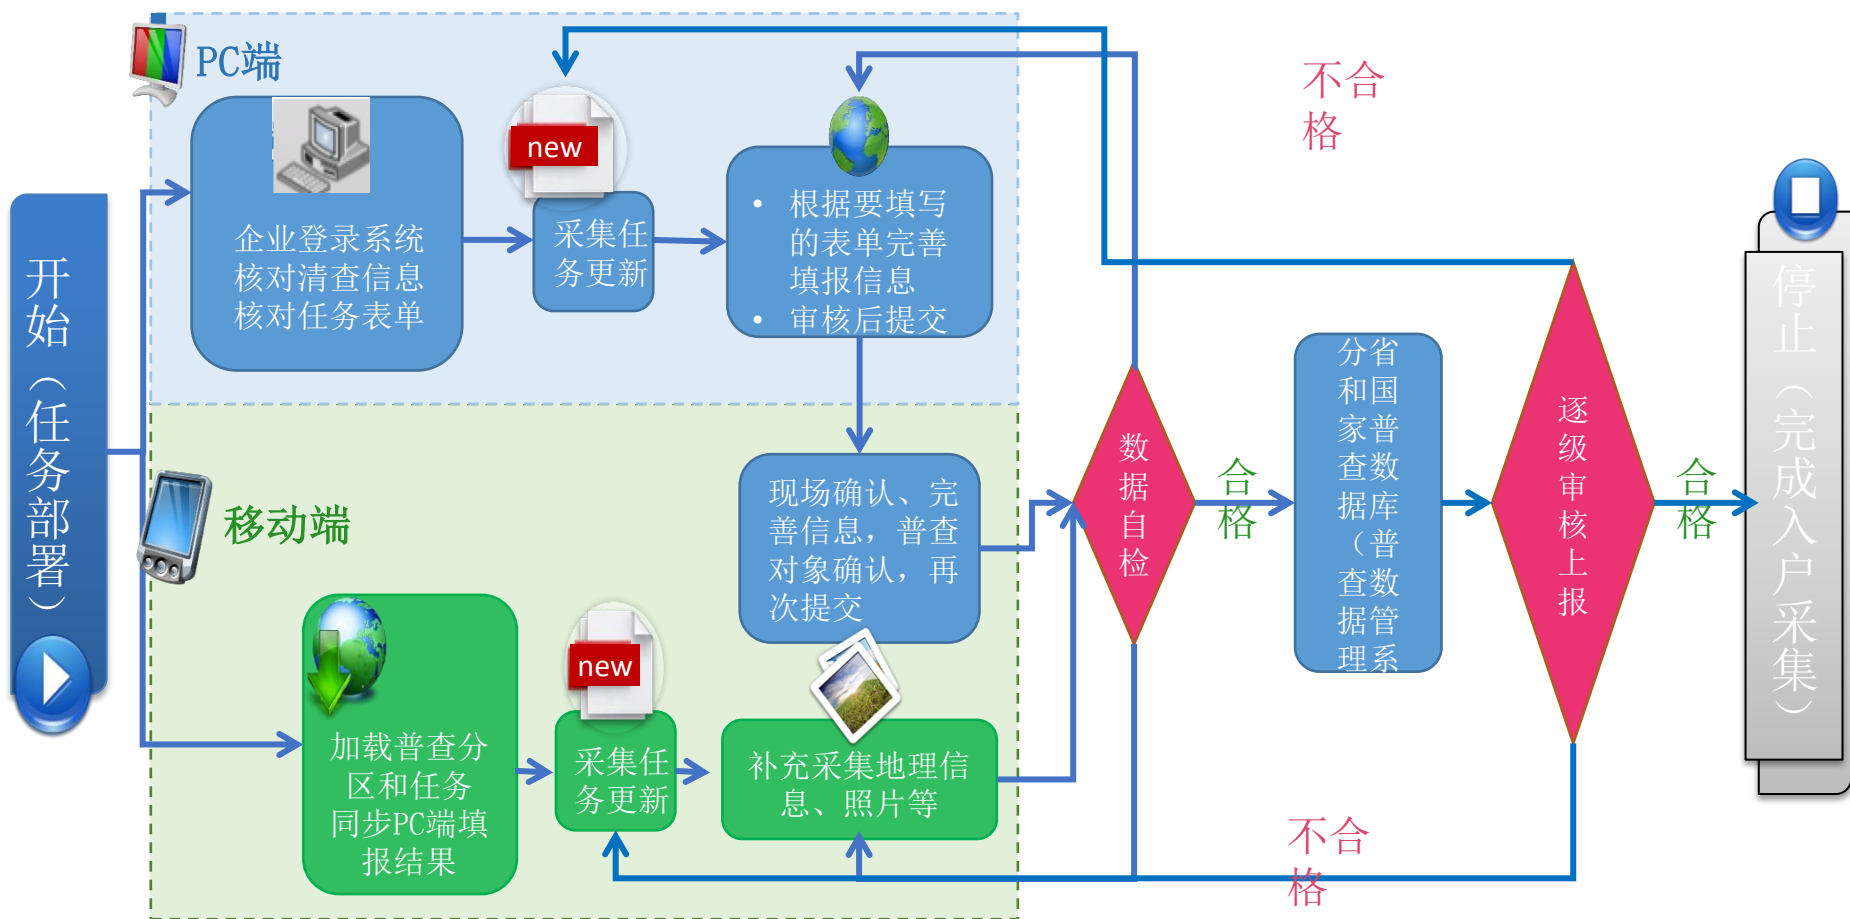 PC端
开始（任务部署）
企业登录系统
核对清查信息
核对任务表单
new
采集任
务更新
• 根据要填写
的表单完善
填报信息
• 审核后提交
移动端
现场确认、完
善信息，普查
对象确认，再
次提交
加载普查分
区和任务
同步PC端填
报结果
new
采集任
务更新
补充采集地理信
息、照片等
数据自检
不合
格
合
格
分省
和国
家普
查数
据库
（普
查数
据管
理系
逐级审核上报
不合
格
合
格
停止（完成入户采集）